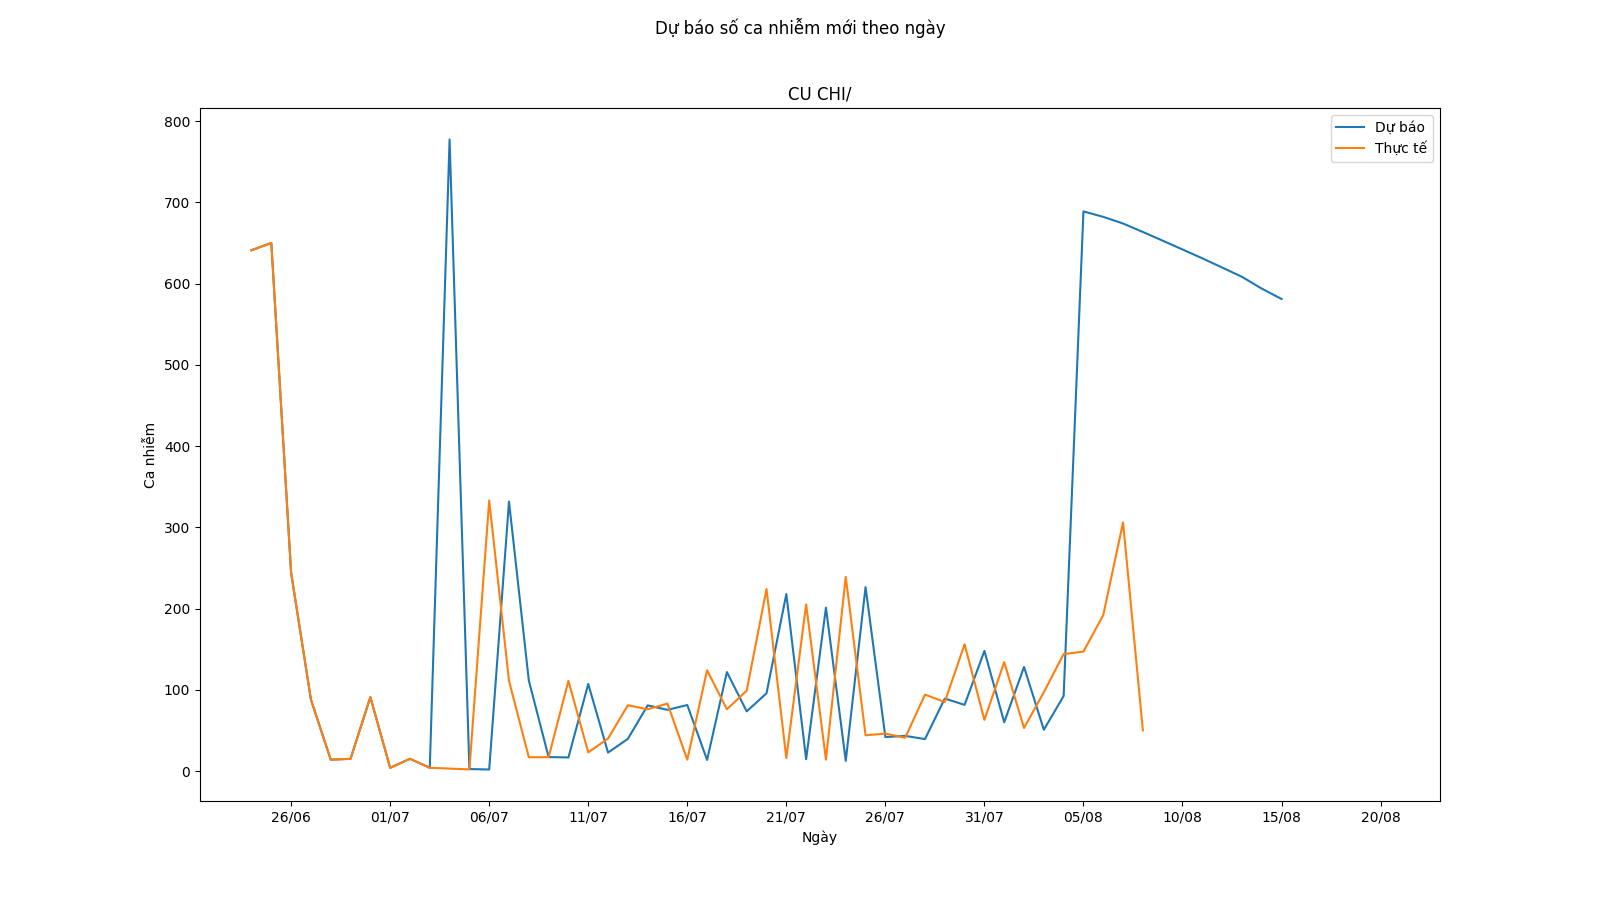 Dự báo số ca nhiễm mới theo ngày
CU CHI/
Dự báo
Thực tế
800
700
600
500
400
300
200
100
0
Ca nhiễm
26/06 01/07 06/07 11/07 16/07 21/07 26/07 31/07 05/08 10/08 15/08 20/08
Ngày